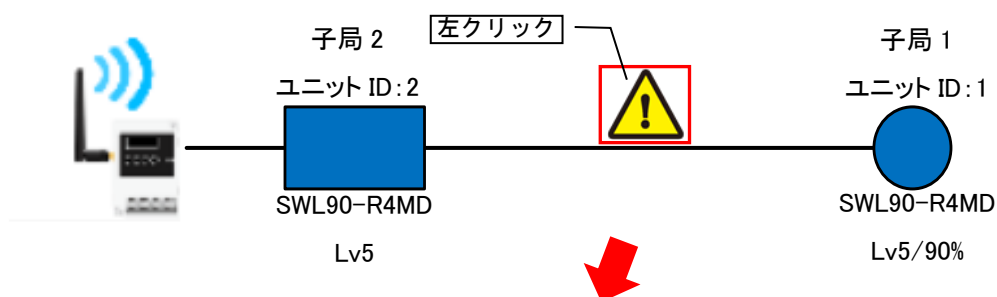 左クリック
子局 2
ユニット ID:2
SWL90-R4MD
Lv5
子局 1
ユニット ID:1
SWL90-R4MD
Lv5/90%